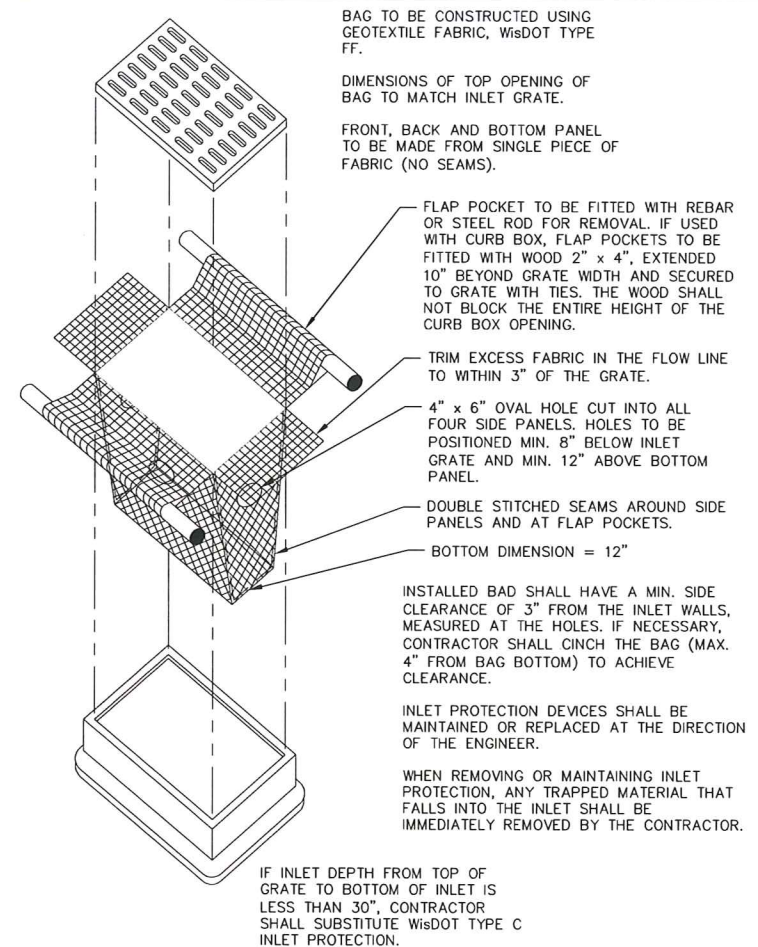 BAG TO BE CONSTRUCTED USING
GEOTEXTILE FABRIC, WisDOT TYPE
FF.
DIMENSIONS OF TOP OPENING OF
BAG TO MATCH INLET GRATE.
FRONT, BACK AND BOTTOM PANEL
TO BE MADE FROM SINGLE PIECE OF
FABRIC (NO SEAMS).
FLAP POCKET TO BE FITTED WITH REBAR
OR STEEL ROD FOR REMOVAL. IF USED
WITH CURB BOX, FLAP POCKETS TO BE
FITTED WITH WOOD 2" x 4", EXTENDED
10" BEYOND GRATE WIDTH AND SECURED
TO GRATE WITH TIES. THE WOOD SHALL
NOT BLOCK THE ENTIRE HEIGHT OF THE
CURB BOX OPENING.
TRIM EXCESS FABRIC IN THE FLOW LINE
TO WITHIN 3" OF THE GRATE.
4" x 6" OVAL HOLE CUT INTO ALL
FOUR SIDE PANELS. HOLES TO BE
POSITIONED MIN. 8" BELOW INLET
GRATE AND MIN. 12" ABOVE BOTTOM
PANEL.
DOUBLE STITCHED SEAMS AROUND SIDE
PANELS AND AT FLAP POCKETS.
BOTTOM DIMENSION = 12"
INSTALLED BAD SHALL HAVE A MIN. SIDE
CLEARANCE OF 3" FROM THE INLET WALLS,
MEASURED AT THE HOLES. IF NECESSARY,
CONTRACTOR SHALL CINCH THE BAG (MAX.
4" FROM BAG BOTTOM) TO ACHIEVE
CLEARANCE.
INLET PROTECTION DEVICES SHALL BE
MAINTAINED OR REPLACED AT THE DIRECTION
OF THE ENGINEER.
WHEN REMOVING OR MAINTAINING INLET
PROTECTION, ANY TRAPPED MATERIAL THAT
FALLS INTO THE INLET SHALL BE
IMMEDIATELY REMOVED BY THE CONTRACTOR.
IF INLET DEPTH FROM TOP OF
GRATE TO BOTTOM OF INLET IS
LESS THAN 30", CONTRACTOR
SHALL SUBSTITUTE WisDOT TYPE C
INLET PROTECTION.